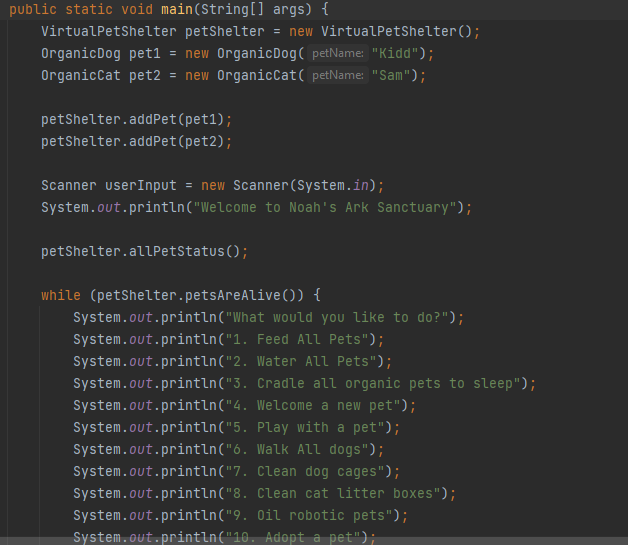 public static void main(String[] args) {
VirtualPetShelter petShelter = new VirtualPetShelter();
OrganicDog pet1 = new OrganicDog( petName: "Kidd");
OrganicCat pet2 = new OrganicCat( petName: "Sam");
petShelter.addPet(pet1);
petShelter.addPet(pet2);
Scanner userInput = new Scanner(System.in);
System.out.println("Welcome to Noah's Ark Sanctuary");
petShelter.allPetStatus();
while (petShelter.petsAreAlive()) {
System.out.println("What would you like to do?");
System.out.println("1. Feed All Pets");
System.out.println("2. Water All Pets");
System.out.println("3. Cradle all organic pets to sleep");
System.out.println("4. Welcome a new pet");
System.out.println("5. Play with a pet");
System.out.println("6. Walk All dogs");
System.out.println("7. Clean dog cages");
System.out.println("8. Clean cat litter boxes");
System.out.println("9. Oil robotic pets");
System.out.println("10. Adopt a pet");